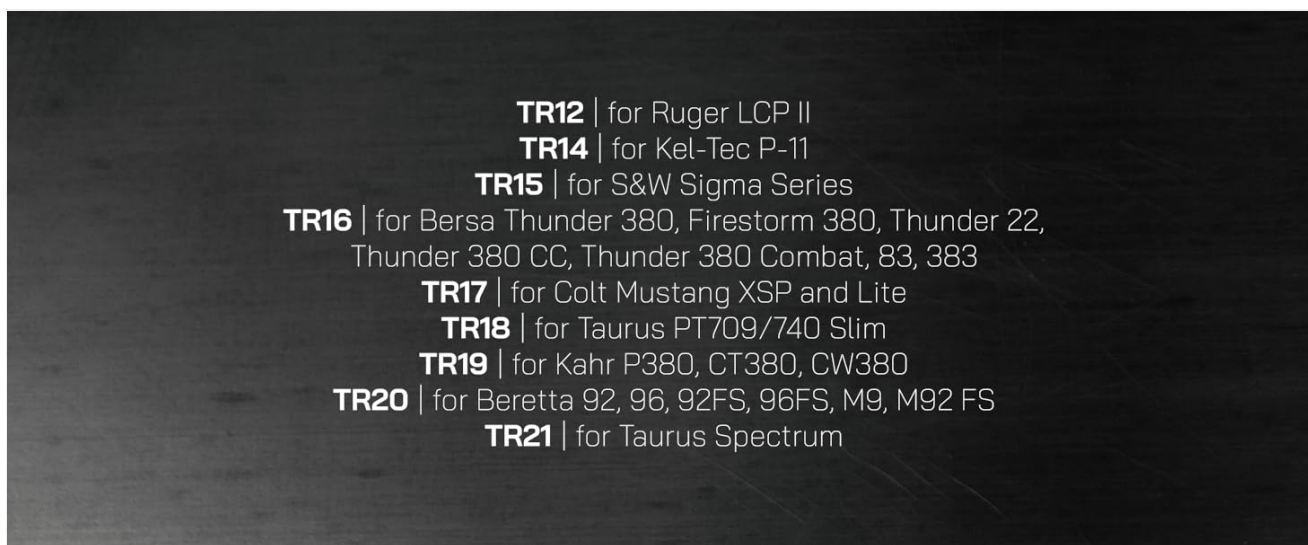 TR12 | for Ruger LCP II
TR14 | for Kel-Tec P-11
TR15 | for S&W Sigma Series
TR16 | for Bersa Thunder 380, Firestorm 380, Thunder 22,
Thunder 380 CC, Thunder 380 Combat, 83, 383
TR17 | for Colt Mustang XSP and Lite
TR18 | for Taurus PT709/740 Slim
TR19 | for Kahr P380, CT380, CW380
TR20 | for Beretta 92, 96, 92FS, 96FS, M9, M92 FS
TR21 | for Taurus Spectrum